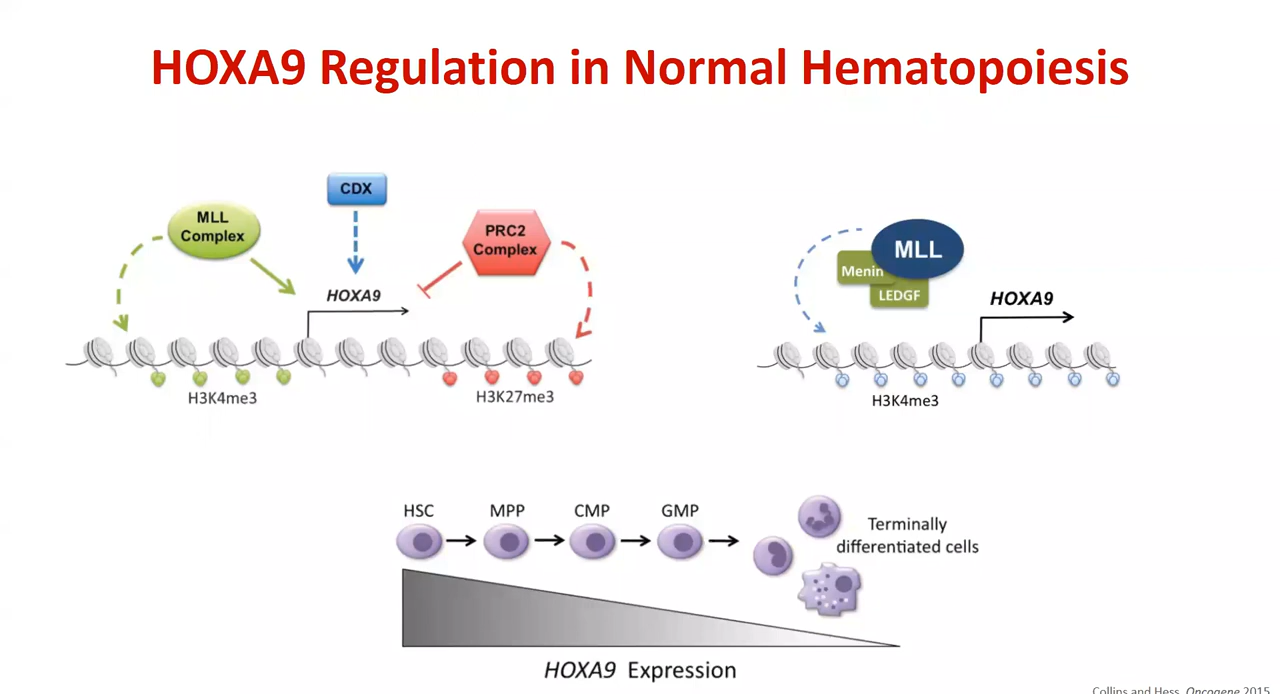 HOXA9 Regulation in Normal Hematopoiesis
CDX
MLL
Complex
PRC2
Complex
HOXA9
H3K4me3
H3K27me3
MLL
Menin
LEDGF
HOXA9
H3K4me3
HSC
MPP
CMP
GMP
Terminally
differentiated cells
HOXA9 Expression
Collins and Hess, Oncogene 2015